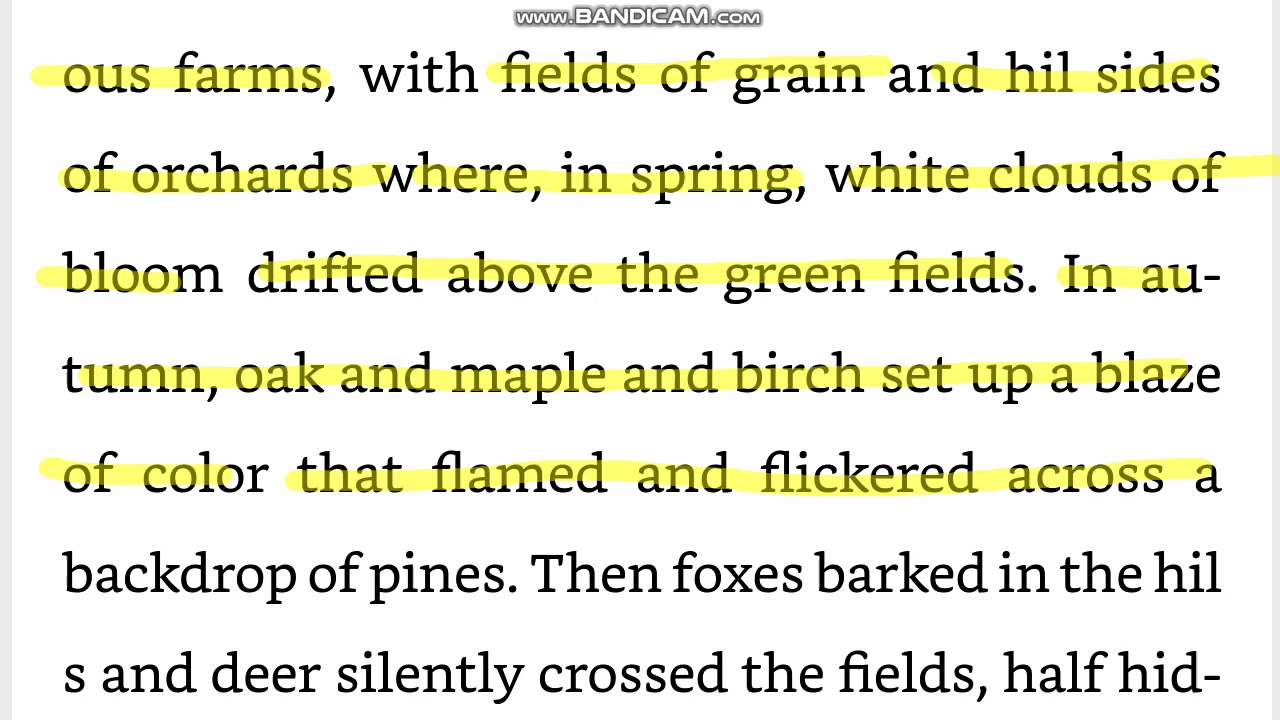 www.BANDICAM.com
ous farms, with fields of grain and hil sides
of orchards where, in spring, white clouds of
bloom drifted above the green fields. In au-
tumn, oak and maple and birch set up a blaze
of color that flamed and flickered across a
backdrop of pines. Then foxes barked in the hil
s and deer silently crossed the fields, half hid-